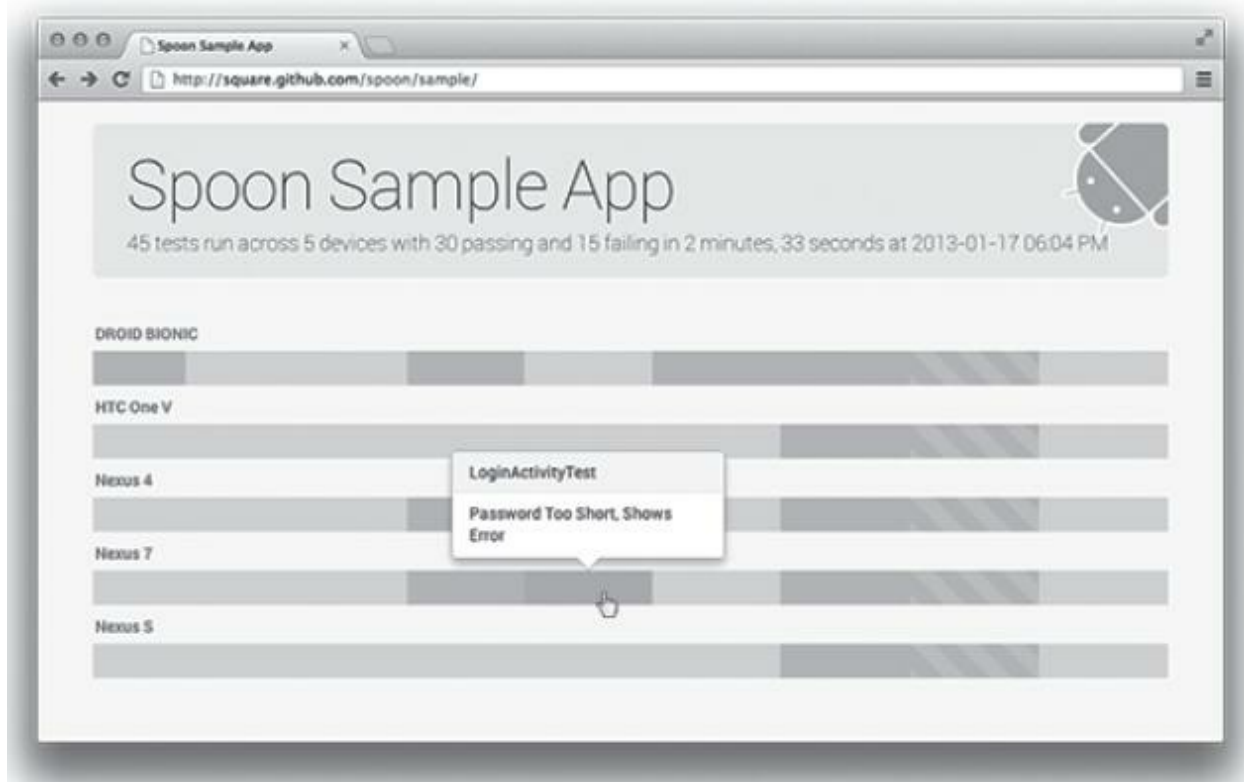 Spoon Sample App
http://square.github.com/spoon/sample/
Spoon Sample App
45 tests run across 5 devices with 30 passing and 15 failing in 2 minutes, 33 seconds at 2013-01-17 06:04 PM
DROID BIONIC
HTC One V
Nexus 4
LoginActivityTest
Password Too Short, Shows
Error
Nexus 7
Nexus S